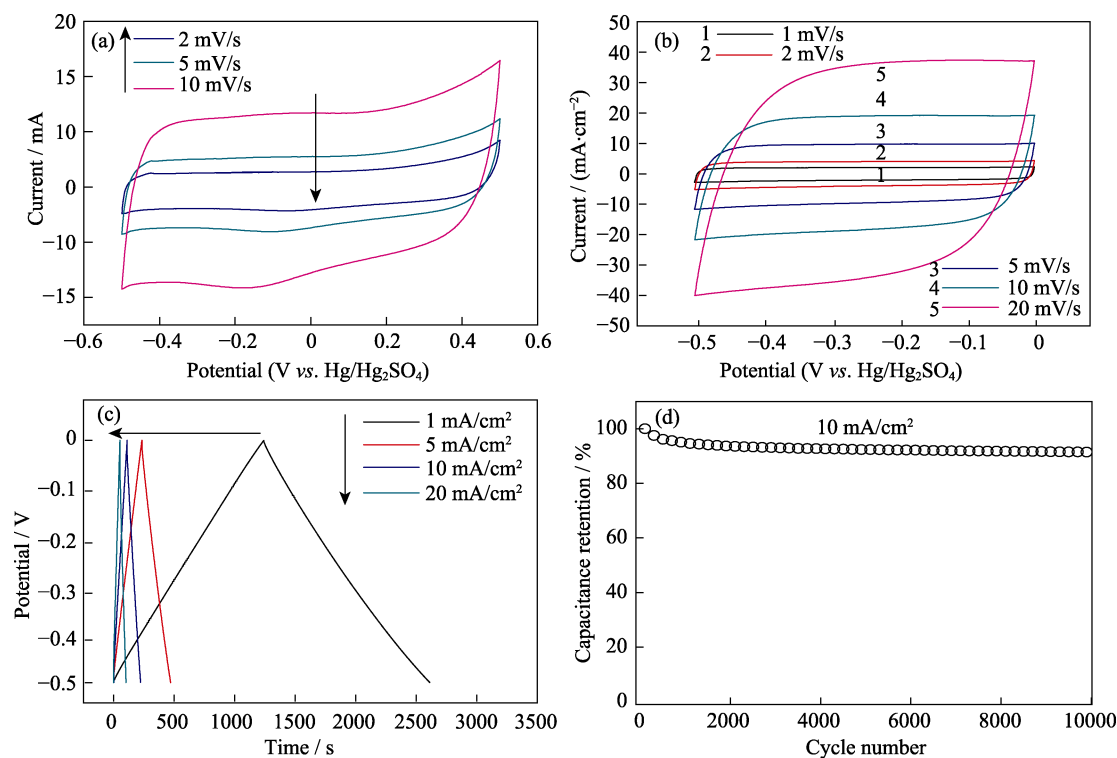 (a)
2 mV/s
5 mV/s
10 mV/s
20
15
10
0
−10
−15
Current / mA
−0.6 −0.4 −0.2 0 0.2 0.4 0.6
Potential (V vs. Hg/Hg₂SO₄)
(b)
1 1 mV/s
2 2 mV/s
5
4
3
2
1
3 5 mV/s
4 10 mV/s
5 20 mV/s
50
40
30
20
10
0
−10
−20
−30
−40
−50
Current / (mA·cm⁻²)
−0.5 −0.4 −0.3 −0.2 −0.1 0
Potential (V vs. Hg/Hg₂SO₄)
(c)
1 mA/cm²
5 mA/cm²
10 mA/cm²
20 mA/cm²
0
−0.1
−0.2
−0.3
−0.4
−0.5
Potential / V
0 500 1000 1500 2000 2500 3000 3500
Time / s
(d)
10 mA/cm²
100
80
60
40
20
0
Capacitance retention / %
0 2000 4000 6000 8000 10000
Cycle number